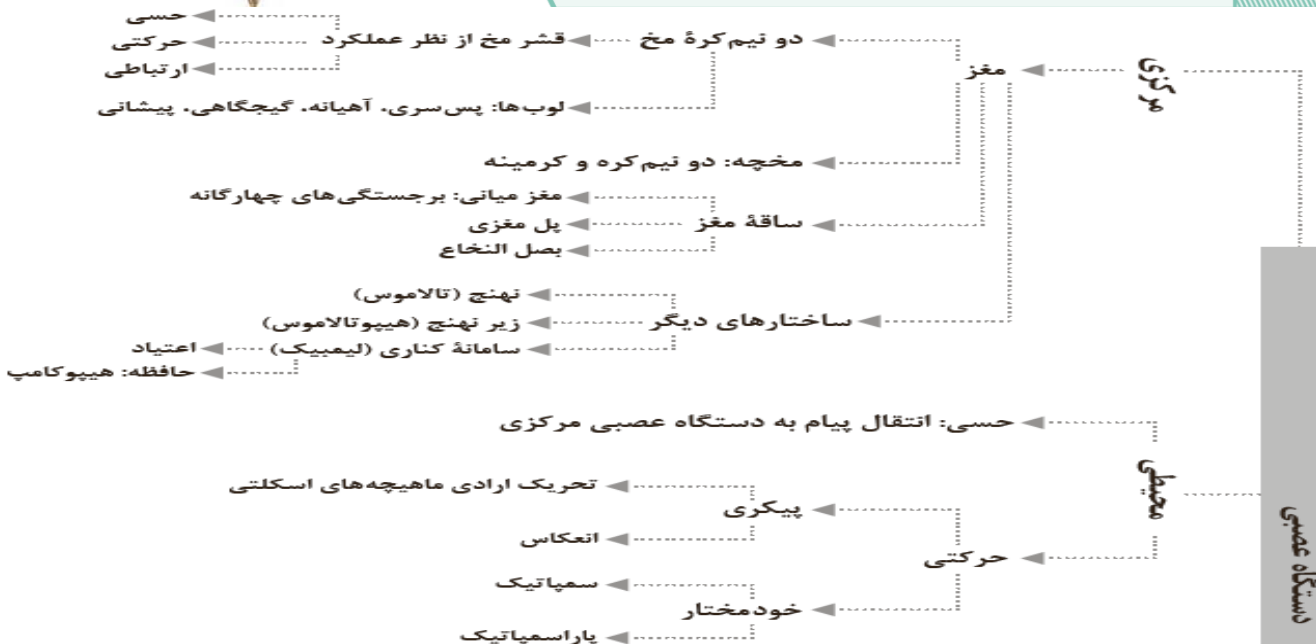 دستگاه عصبی
مرکزی
مغز
دو نیم‌کرهٔ مخ
قشر مخ از نظر عملکرد
حسی
حرکتی
ارتباطی
لوب‌ها: پس‌سری، آهیانه، گیجگاهی، پیشانی
مخچه: دو نیم‌کره و کرمینه
ساقهٔ مغز
مغز میانی: برجستگی‌های چهارگانه
پل مغزی
بصل النخاع
ساختارهای دیگر
نهنج (تالاموس)
زیر نهنج (هیپوتالاموس)
سامانهٔ کناری (لیمبیک)
اعتیاد
حافظه: هیپوکامپ
محیطی
حسی: انتقال پیام به دستگاه عصبی مرکزی
حرکتی
پیکری
تحریک ارادی ماهیچه‌های اسکلتی
انعکاس
خودمختار
سمپاتیک
پاراسمپاتیک